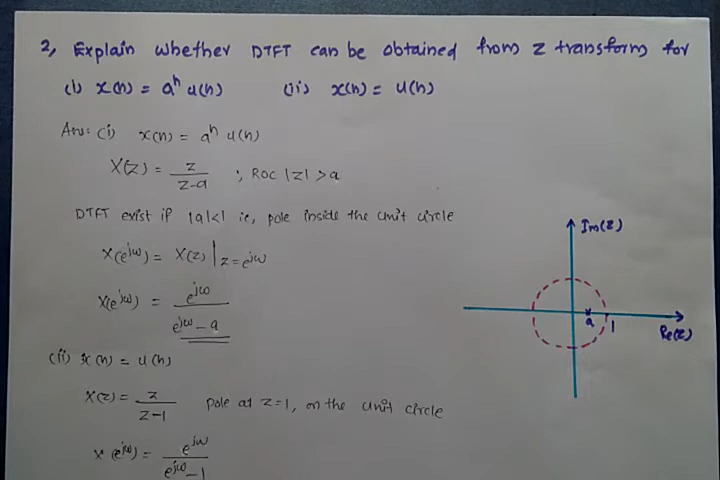 2, Explain whether DTFT can be obtained from z transform for
(i) x(n) = aⁿ u(n) (ii) x(n) = u(n)
Ans: (i) x(n) = aⁿ u(n)
X(z) = z / z-a ; ROC |z| > a
DTFT exist if |a|<1 ie, pole inside the unit circle
X(e^jω) = X(z) | z = e^jω
X(e^jω) = e^jω / e^jω - a
(ii) x(n) = u(n)
X(z) = z / z-1 pole at z=1, on the unit circle
X(e^jω) = e^jω / e^jω - 1
Im(z)
a 1
Re(z)